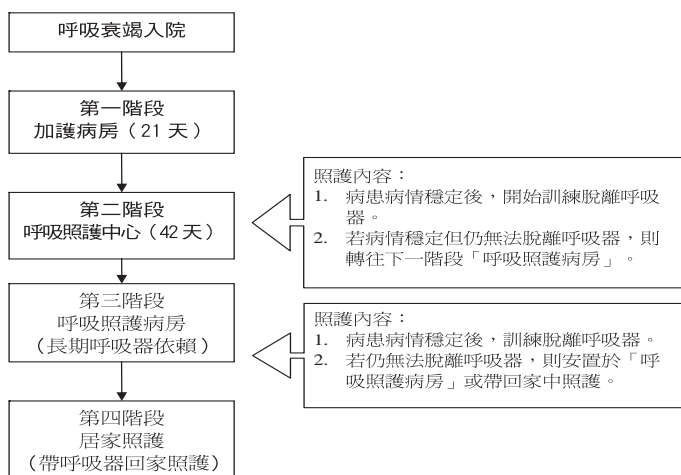 呼吸衰竭入院
第一階段
加護病房（21 天）
第二階段
呼吸照護中心（42 天）
照護內容：
1. 病患病情穩定後，開始訓練脫離呼吸
器。
2. 若病情穩定但仍無法脫離呼吸器，則
轉往下一階段「呼吸照護病房」。
第三階段
呼吸照護病房
（長期呼吸器依賴）
照護內容：
1. 病患病情穩定後，訓練脫離呼吸器。
2. 若仍無法脫離呼吸器，則安置於「呼
吸照護病房」或帶回家中照護。
第四階段
居家照護
（帶呼吸器回家照護）